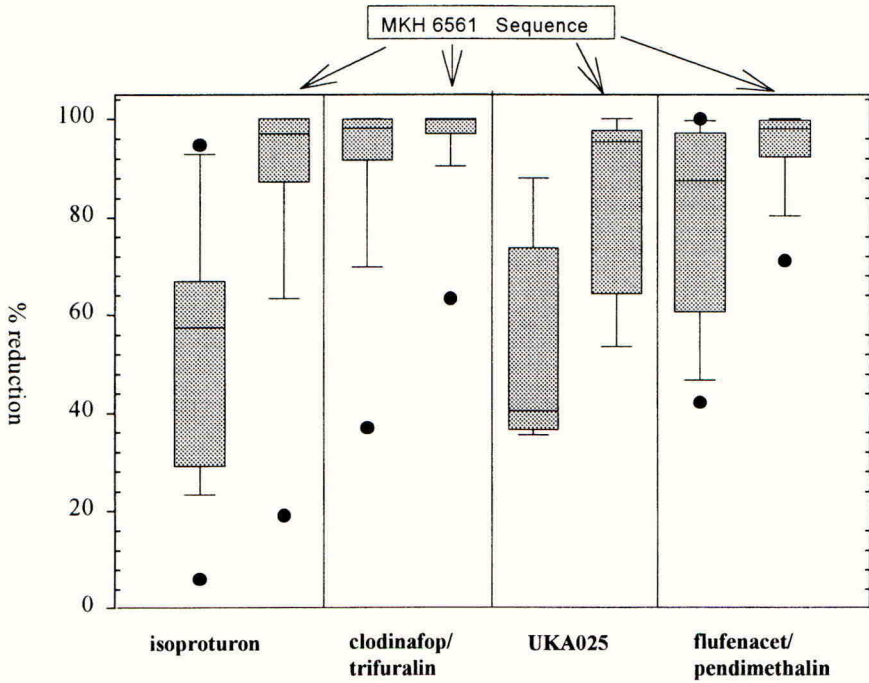 MKH 6561 Sequence
100
80
60
40
20
0
% reduction
isoproturon
clodinafop/
trifuralin
UKA025
flufenacet/
pendimethalin